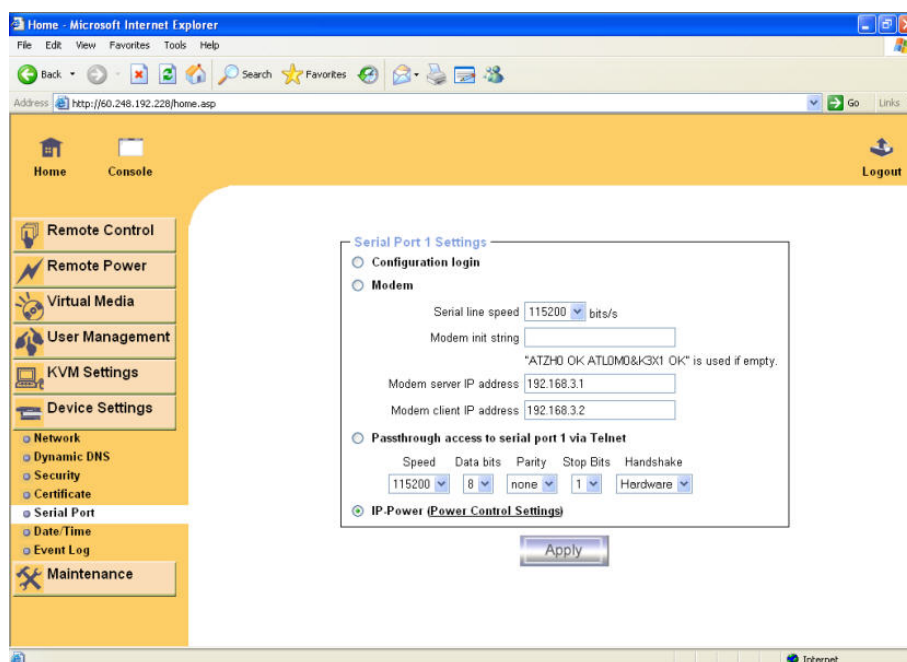 Home - Microsoft Internet Explorer
File Edit View Favorites Tools Help
Back Search Favorites
Address http://60.248.192.228/home.asp Go Links
Home Console Logout
Remote Control
Remote Power
Virtual Media
User Management
KVM Settings
Device Settings
Network
Dynamic DNS
Security
Certificate
Serial Port
Date/Time
Event Log
Maintenance
Serial Port 1 Settings
Configuration login
Modem
Serial line speed 115200 bits/s
Modem init string
"ATZH0 OK ATL0M0&K3X1 OK" is used if empty.
Modem server IP address 192.168.3.1
Modem client IP address 192.168.3.2
Passthrough access to serial port 1 via Telnet
Speed Data bits Parity Stop Bits Handshake
115200 8 none 1 Hardware
IP-Power (Power Control Settings)
Apply
Internet